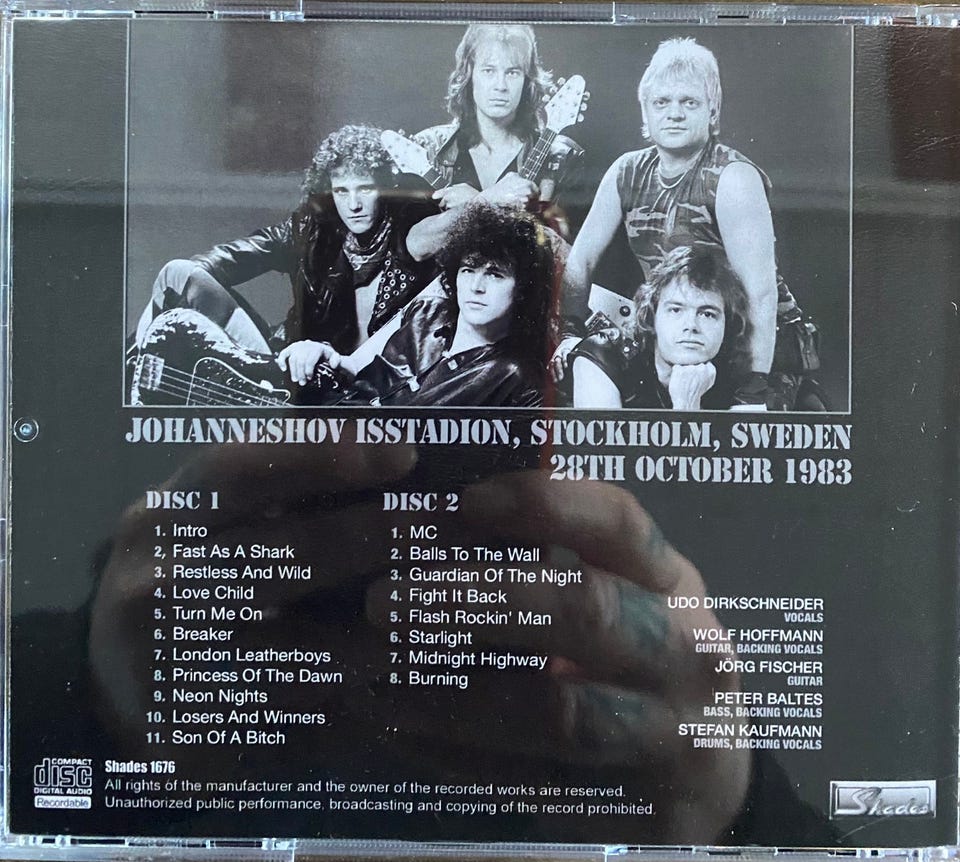 JOHANNESHOV ISSTADION, STOCKHOLM, SWEDEN
28TH OCTOBER 1983
DISC 1
1. Intro
2, Fast As A Shark
3. Restless And Wild
4. Love Child
5. Turn Me On
6. Breaker
7. London Leatherboys
8. Princess Of The Dawn
9. Neon Nights
10. Losers And Winners
11. Son Of A Bitch
DISC 2
1. MC
2. Balls To The Wall
3. Guardian Of The Night
4. Fight It Back
5. Flash Rockin' Man
6. Starlight
7. Midnight Highway
8. Burning
UDO DIRKSCHNEIDER
VOCALS
WOLF HOFFMANN
GUITAR, BACKING VOCALS
JÖRG FISCHER
GUITAR
PETER BALTES
BASS, BACKING VOCALS
STEFAN KAUFMANN
DRUMS, BACKING VOCALS
COMPACT
disc
DIGITAL AUDIO
Recordable
Shades 1676
All rights of the manufacturer and the owner of the recorded works are reserved.
Unauthorized public performance, broadcasting and copying of the record prohibited.
Shades